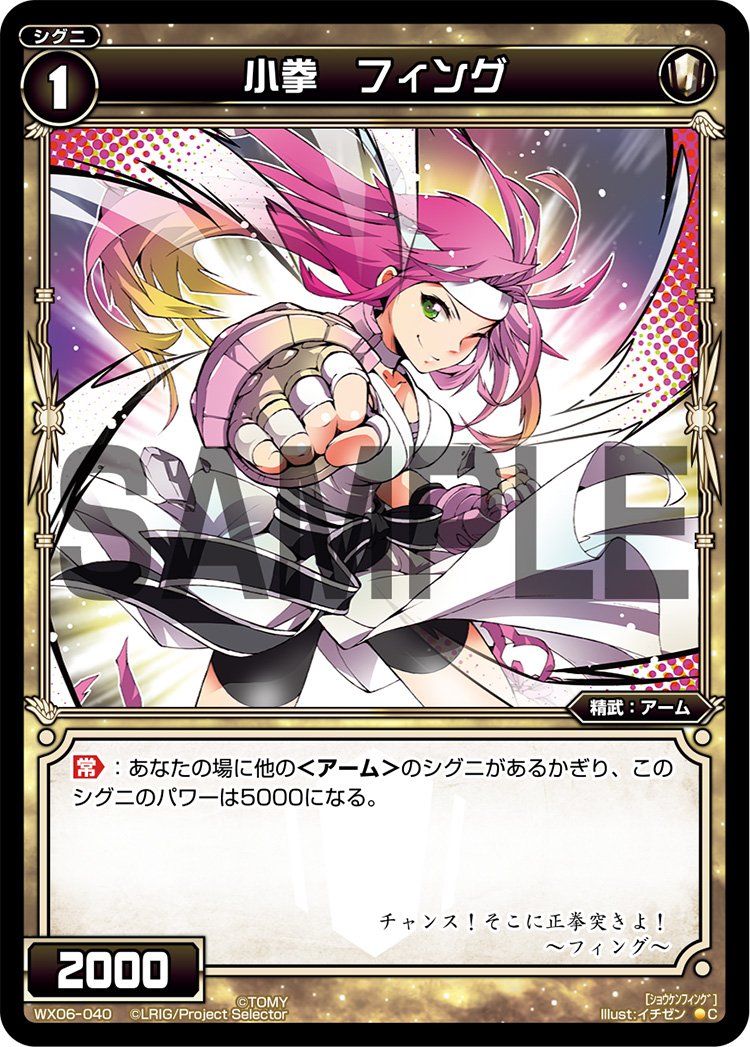 シグニ
1
小拳　フィング
SAMPLE
精武：アーム
常：あなたの場に他の＜アーム＞のシグニがあるかぎり、この
シグニのパワーは5000になる。
チャンス！そこに正拳突きよ！
～フィング～
2000
WX06-040 ©LRIG/Project Selector
©TOMY
[ショウケンフィング]
Illust:イチゼン C